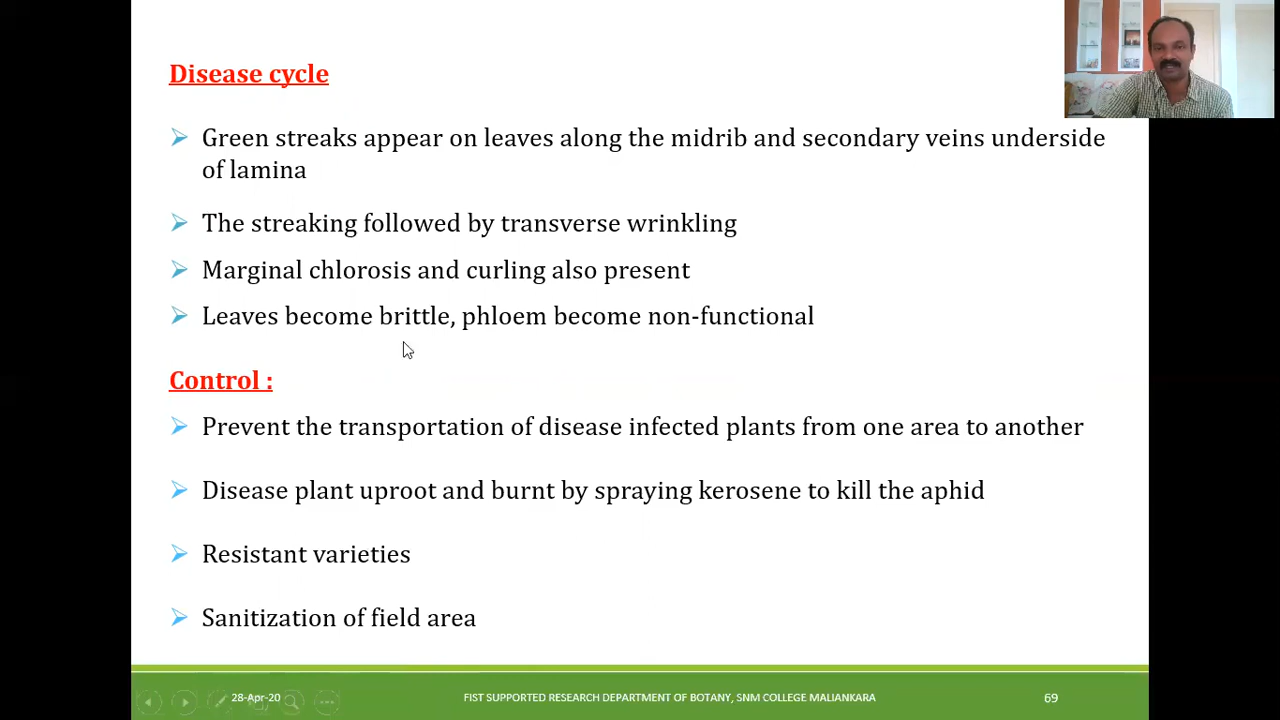 Disease cycle
Green streaks appear on leaves along the midrib and secondary veins underside
of lamina
The streaking followed by transverse wrinkling
Marginal chlorosis and curling also present
Leaves become brittle, phloem become non-functional
Control :
Prevent the transportation of disease infected plants from one area to another
Disease plant uproot and burnt by spraying kerosene to kill the aphid
Resistant varieties
Sanitization of field area
28-Apr-20
FIST SUPPORTED RESEARCH DEPARTMENT OF BOTANY, SNM COLLEGE MALIANKARA
69